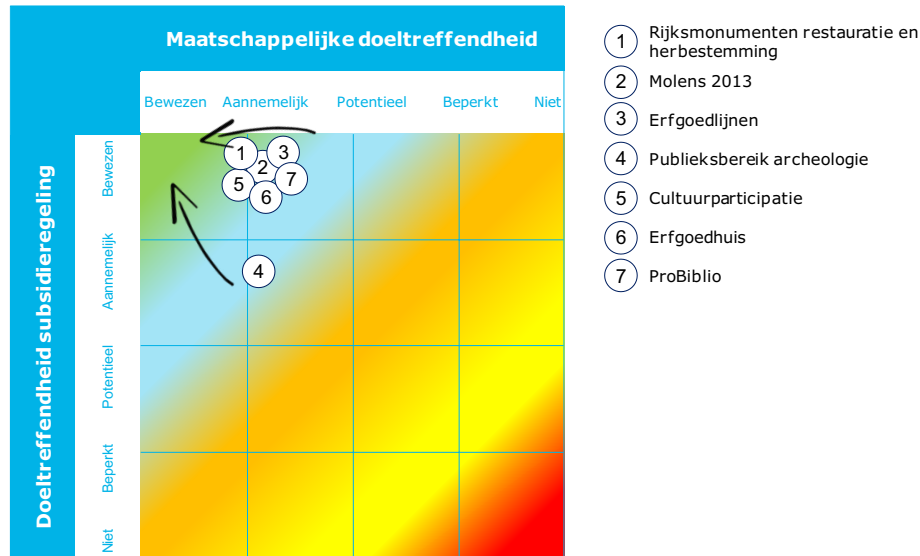 Maatschappelijke doeltreffendheid
Bewezen Aannemelijk Potentieel Beperkt Niet
Doeltreffendheid subsidieregeling
Bewezen
Aannemelijk
Potentieel
Beperkt
Niet
1
2
3
5
7
6
4
1 Rijksmonumenten restauratie en
herbestemming
2 Molens 2013
3 Erfgoedlijnen
4 Publieksbereik archeologie
5 Cultuurparticipatie
6 Erfgoedhuis
7 ProBiblio